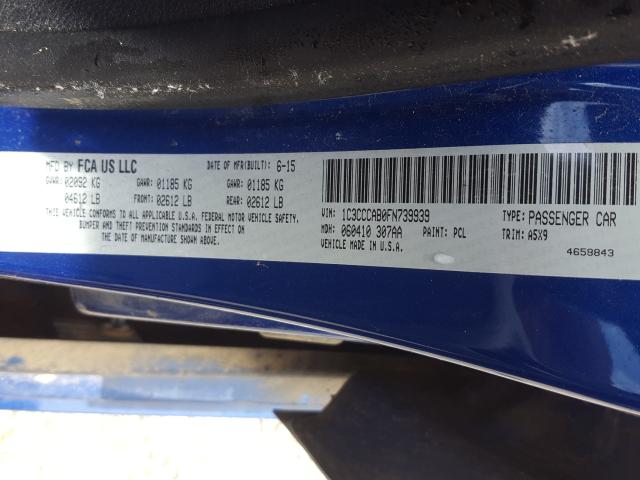 MFD BY FCA US LLC DATE OF MFR(BUILT): 6-15
GVWR: 02092 KG GAWR: 01185 KG GAWR: 01185 KG
04612 LB FRONT: 02612 LB REAR: 02612 LB
THIS VEHICLE CONFORMS TO ALL APPLICABLE U.S.A. FEDERAL MOTOR VEHICLE SAFETY,
BUMPER AND THEFT PREVENTION STANDARDS IN EFFECT ON
THE DATE OF MANUFACTURE SHOWN ABOVE.
VIN: 1C3CCCAB0FN739939 TYPE: PASSENGER CAR
MDH: 060410 307AA PAINT: PCL TRIM: A5X9
VEHICLE MADE IN U.S.A. 4659843